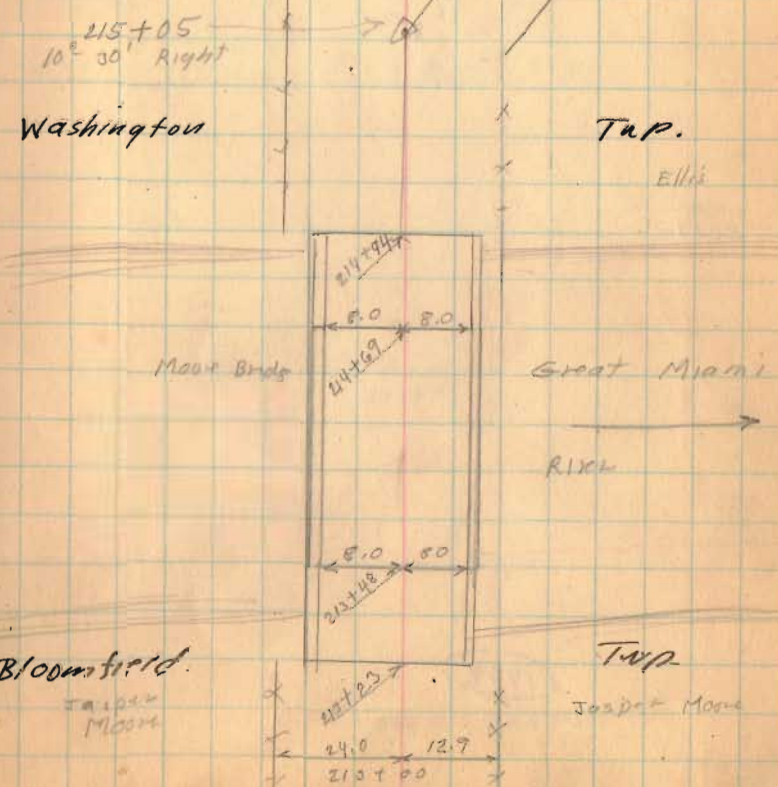 215+05
10° 30' Right
Washington Twp.
Ellis
214+94
8.0 8.0
214+69
Moore Bridge
Great Miami
River
8.0 8.0
213+48
Bloomfield. Twp
213+23
Jasper
Moore
Jasper Moore
24.0 12.9
213+00